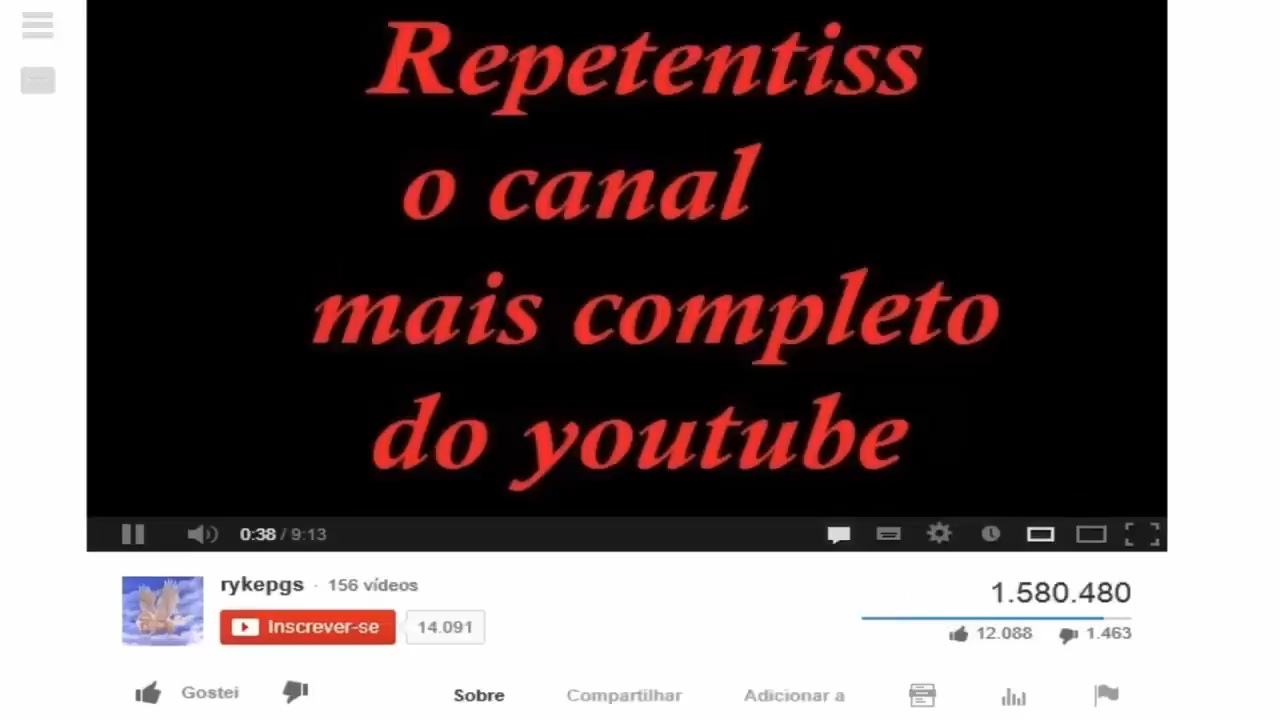 Repetentiss
o canal
mais completo
do youtube
0:38 / 9:13
rykepgs · 156 vídeos
1.580.480
Inscrever-se 14.091
12.088 1.463
Gostei Sobre Compartilhar Adicionar a